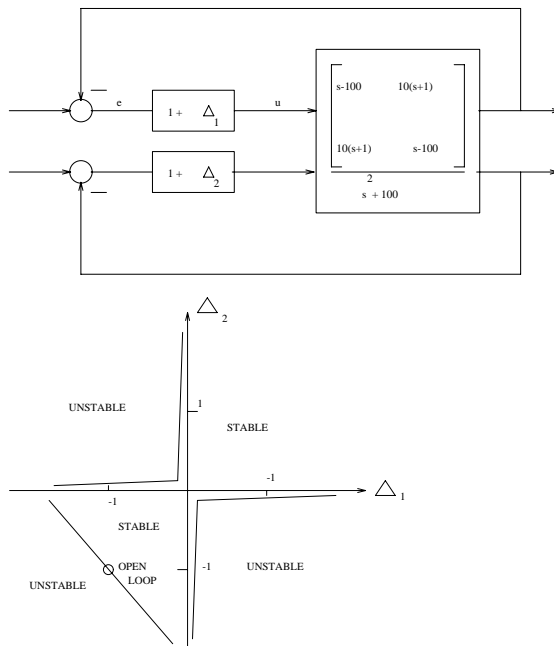 e
u
1 + Δ1
1 + Δ2
s-100 10(s+1)
10(s+1) s-100
s2 + 100
Δ2
UNSTABLE
1
STABLE
-1
-1
Δ1
STABLE
OPEN
LOOP
-1
UNSTABLE
UNSTABLE